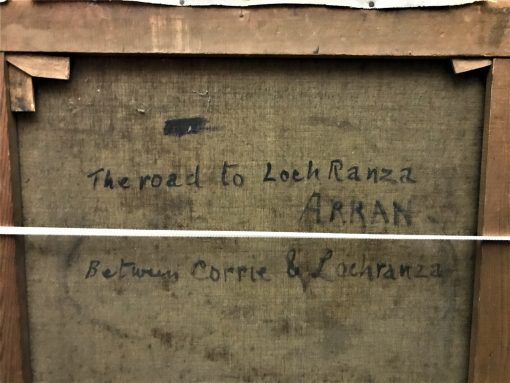 The road to Loch Ranza
ARRAN
Between Corrie & Lochranza